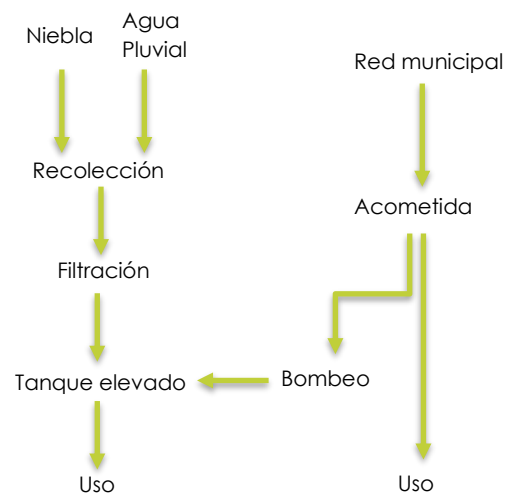 Niebla
Agua
Pluvial
Red municipal
Recolección
Acometida
Filtración
Tanque elevado
Bombeo
Uso
Uso